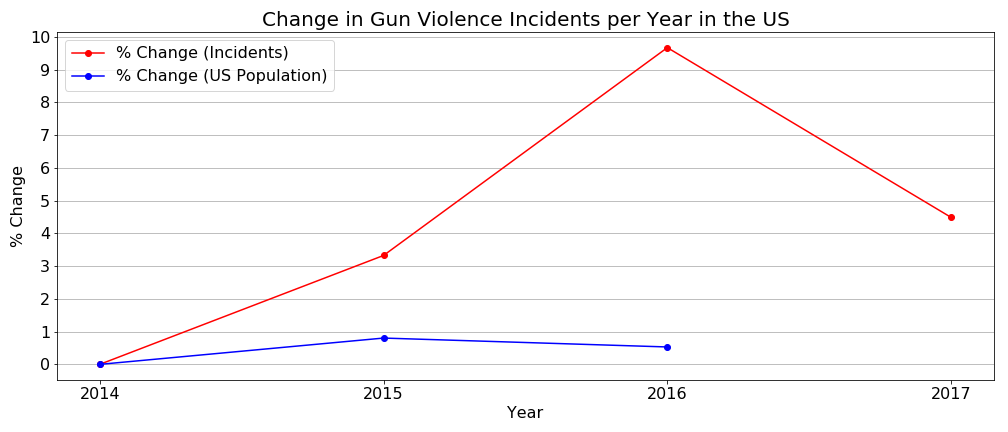 Change in Gun Violence Incidents per Year in the US
% Change (Incidents)
% Change (US Population)
10
9
8
7
6
5
4
3
2
1
0
% Change
2014 2015 2016 2017
Year